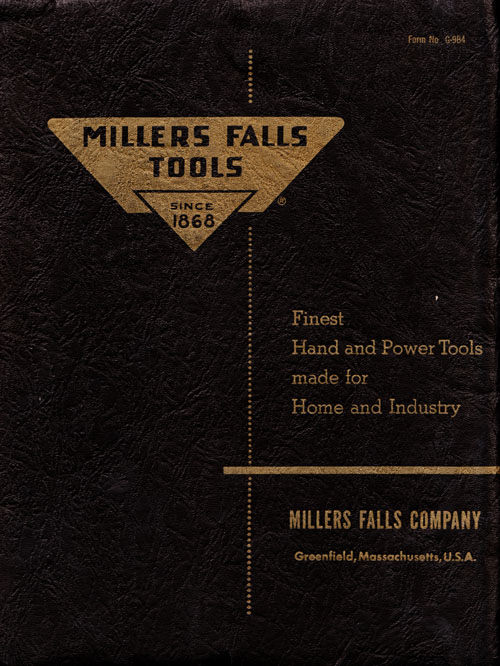 Form No G-984
MILLERS FALLS
TOOLS
SINCE
1868
®
Finest
Hand and Power Tools
made for
Home and Industry
MILLERS FALLS COMPANY
Greenfield, Massachusetts, U.S.A.